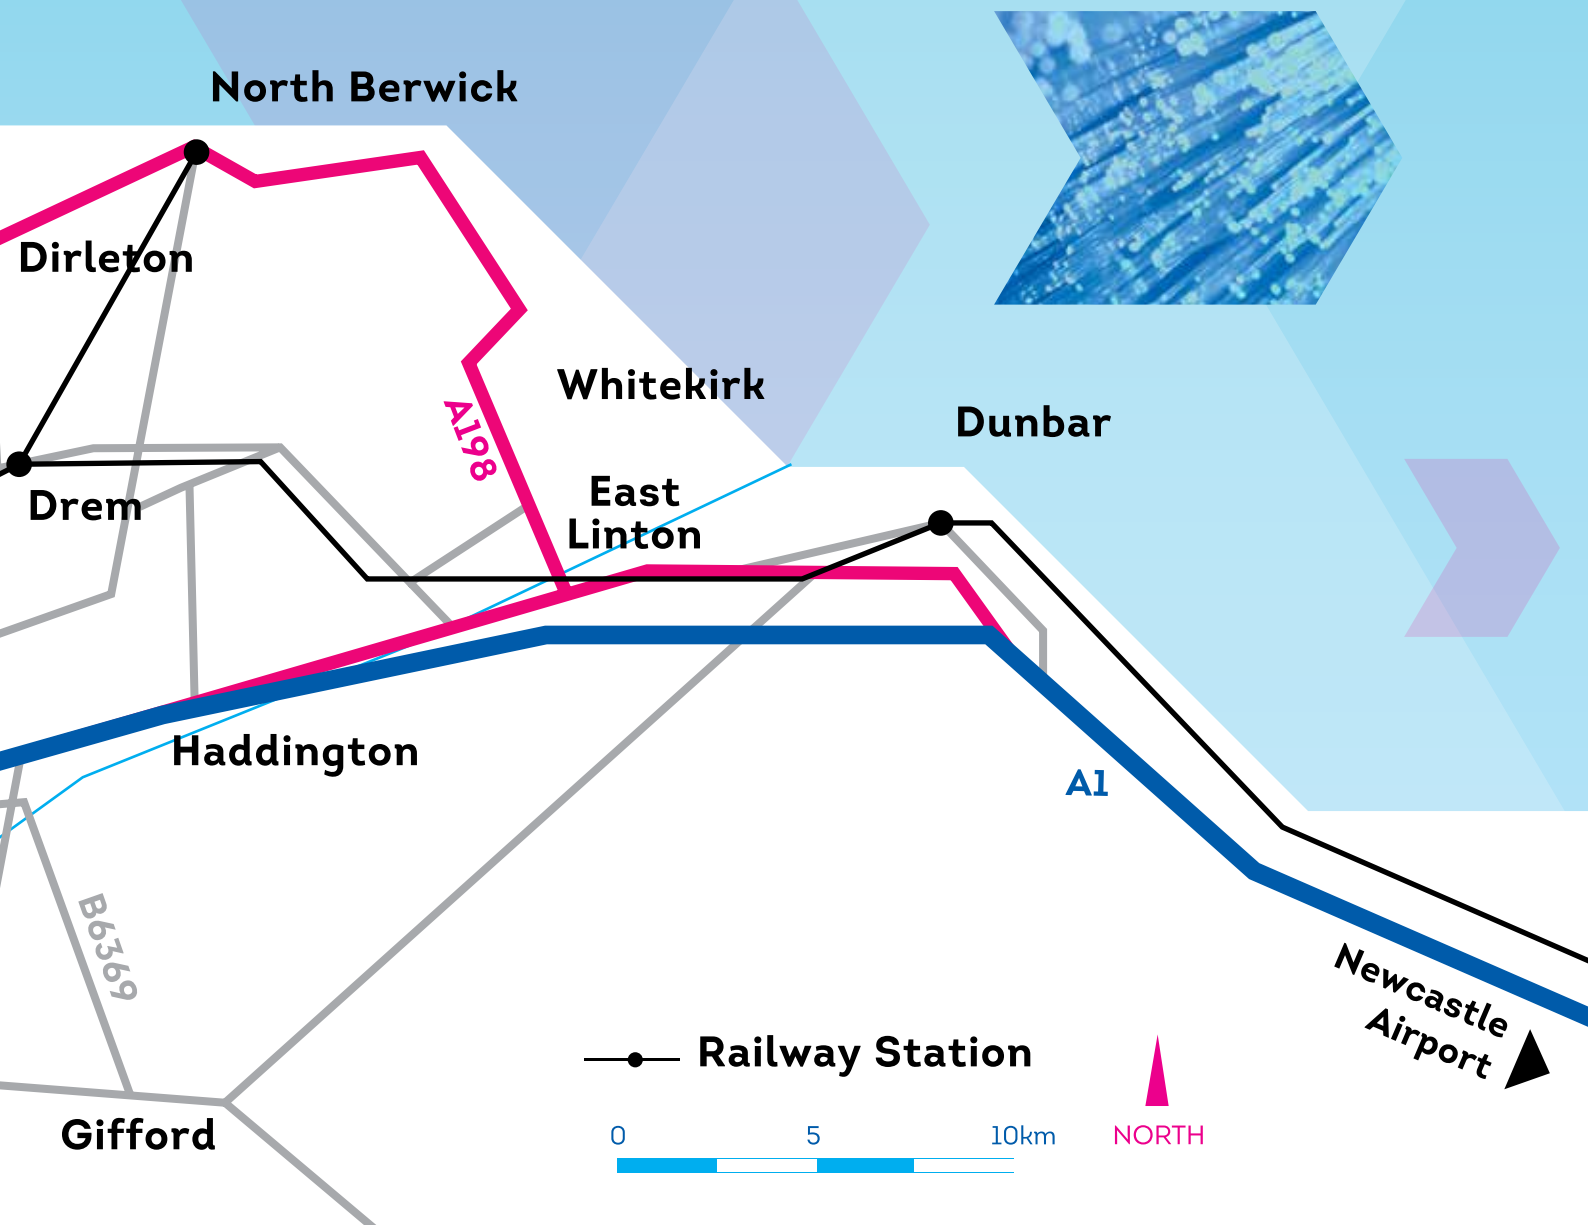 North Berwick
Dirleton
Whitekirk
A198
Dunbar
East
Linton
Drem
Haddington
A1
B6369
Newcastle
Airport
Railway Station
Gifford
0 5 10km
NORTH